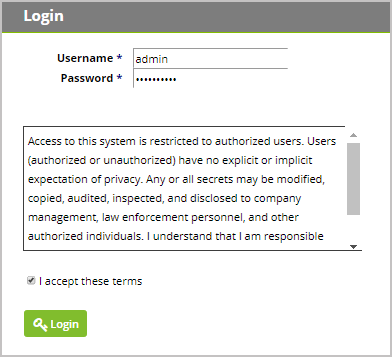 Login
Username * admin
Password * ••••••••••
Access to this system is restricted to authorized users. Users
(authorized or unauthorized) have no explicit or implicit
expectation of privacy. Any or all secrets may be modified,
copied, audited, inspected, and disclosed to company
management, law enforcement personnel, and other
authorized individuals. I understand that I am responsible
I accept these terms
Login